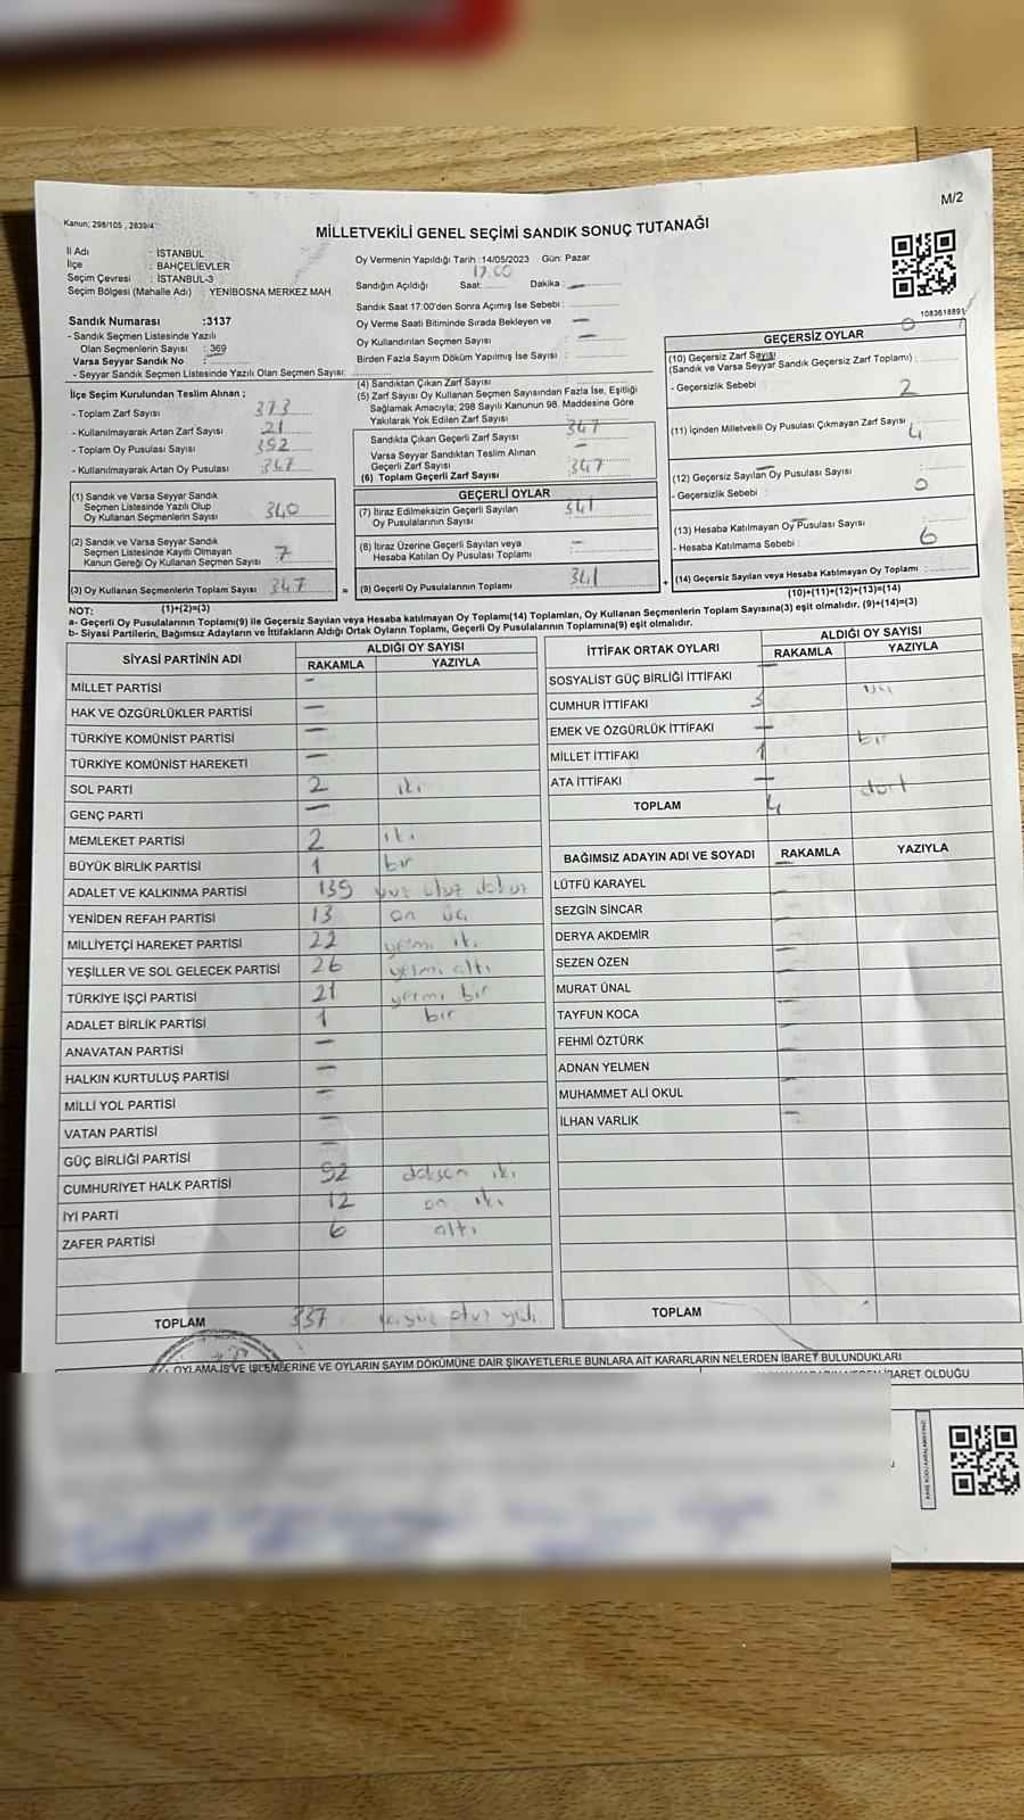 M/2
Kanun; 298/105 , 2839/4
MİLLETVEKİLİ GENEL SEÇİMİ SANDIK SONUÇ TUTANAĞI
İl Adı : İSTANBUL
İlçe : BAHÇELİEVLER
Seçim Çevresi : İSTANBUL-3
Seçim Bölgesi (Mahalle Adı) YENİBOSNA MERKEZ MAH.
Sandık Numarası :3137
- Sandık Seçmen Listesinde Yazılı
Olan Seçmenlerin Sayısı : 369
Varsa Seyyar Sandık No :
- Seyyar Sandık Seçmen Listesinde Yazılı Olan Seçmen Sayısı:
Oy Vermenin Yapıldığı Tarih :14/05/2023 Gün: Pazar
17.00
Sandığın Açıldığı Saat: Dakika : —
Sandık Saat 17.00'den Sonra Açımış İse Sebebi :
Oy Verme Saati Bitiminde Sırada Bekleyen ve —
Oy Kullandırılan Seçmen Sayısı : —
Birden Fazla Sayım Döküm Yapılmış İse Sayısı :
1083618891
İlçe Seçim Kurulundan Teslim Alınan ;
- Toplam Zarf Sayısı 373
- Kullanılmayarak Artan Zarf Sayısı 21
- Toplam Oy Pusulası Sayısı 352
- Kullanılmayarak Artan Oy Pusulası 347
(4) Sandıktan Çıkan Zarf Sayısı
(5) Zarf Sayısı Oy Kullanan Seçmen Sayısından Fazla İse, Eşitliği
Sağlamak Amacıyla; 298 Sayılı Kanunun 98. Maddesine Göre
Yakılarak Yok Edilen Zarf Sayısı
Sandıkta Çıkan Geçerli Zarf Sayısı 347
Varsa Seyyar Sandıktan Teslim Alınan
Geçerli Zarf Sayısı —
(6) Toplam Geçerli Zarf Sayısı 347
GEÇERSİZ OYLAR
0
(10) Geçersiz Zarf Sayısı
(Sandık ve Varsa Seyyar Sandık Geçersiz Zarf Toplamı) :
- Geçersizlik Sebebi 2
(11) İçinden Milletvekili Oy Pusulası Çıkmayan Zarf Sayısı 4
(12) Geçersiz Sayılan Oy Pusulası Sayısı
- Geçersizlik Sebebi : 0
(13) Hesaba Katılmayan Oy Pusulası Sayısı
- Hesaba Katılmama Sebebi : 6
(14) Geçersiz Sayılan veya Hesaba Katılmayan Oy Toplamı :
(10)+(11)+(12)+(13)=(14)
(1) Sandık ve Varsa Seyyar Sandık
Seçmen Listesinde Yazılı Olup
Oy Kullanan Seçmenlerin Sayısı 340
(2) Sandık ve Varsa Seyyar Sandık
Seçmen Listesinde Kayıtlı Olmayan
Kanun Gereği Oy Kullanan Seçmen Sayısı 7
(3) Oy Kullanan Seçmenlerin Toplam Sayısı 347 =
(1)+(2)=(3)
GEÇERLİ OYLAR
(7) İtiraz Edilmeksizin Geçerli Sayılan
Oy Pusulalarının Sayısı 341
(8) İtiraz Üzerine Geçerli Sayılan veya
Hesaba Katılan Oy Pusulası Toplamı —
(9) Geçerli Oy Pusulalarının Toplamı 341 +
NOT:
a- Geçerli Oy Pusulalarının Toplamı(9) ile Geçersiz Sayılan veya Hesaba katılmayan Oy Toplamı(14) Toplamları, Oy Kullanan Seçmenlerin Toplam Sayısına(3) eşit olmalıdır. (9)+(14)=(3)
b- Siyasi Partilerin, Bağımsız Adayların ve İttifakların Aldığı Ortak Oyların Toplamı, Geçerli Oy Pusulalarının Toplamına(9) eşit olmalıdır.
SİYASİ PARTİNİN ADI ALDIĞI OY SAYISI
RAKAMLA YAZIYLA
MİLLET PARTİSİ —
HAK VE ÖZGÜRLÜKLER PARTİSİ —
TÜRKİYE KOMÜNİST PARTİSİ —
TÜRKİYE KOMÜNİST HAREKETİ —
SOL PARTİ 2 iki
GENÇ PARTİ —
MEMLEKET PARTİSİ 2 iki
BÜYÜK BİRLİK PARTİSİ 1 bir
ADALET VE KALKINMA PARTİSİ 139 yüz otuz dokuz
YENİDEN REFAH PARTİSİ 13 on üç
MİLLİYETÇİ HAREKET PARTİSİ 22 yirmi iki
YEŞİLLER VE SOL GELECEK PARTİSİ 26 yirmi altı
TÜRKİYE İŞÇİ PARTİSİ 21 yirmi bir
ADALET BİRLİK PARTİSİ 1 bir
ANAVATAN PARTİSİ —
HALKIN KURTULUŞ PARTİSİ —
MİLLİ YOL PARTİSİ —
VATAN PARTİSİ —
GÜÇ BİRLİĞİ PARTİSİ —
CUMHURİYET HALK PARTİSİ 92 doksan iki
İYİ PARTİ 12 on iki
ZAFER PARTİSİ 6 altı
TOPLAM 337 otuz yedi
İTTİFAK ORTAK OYLARI ALDIĞI OY SAYISI
RAKAMLA YAZIYLA
SOSYALİST GÜÇ BİRLİĞİ İTTİFAKI —
CUMHUR İTTİFAKI 3 üç
EMEK VE ÖZGÜRLÜK İTTİFAKI —
MİLLET İTTİFAKI 1 bir
ATA İTTİFAKI —
TOPLAM 4 dört
BAĞIMSIZ ADAYIN ADI VE SOYADI RAKAMLA YAZIYLA
LÜTFÜ KARAYEL —
SEZGİN SİNCAR —
DERYA AKDEMİR —
SEZEN ÖZEN —
MURAT ÜNAL —
TAYFUN KOCA —
FEHMİ ÖZTÜRK —
ADNAN YELMEN —
MUHAMMET ALİ OKUL —
İLHAN VARLIK —
TOPLAM
OYLAMA İŞ VE İŞLEMLERİNE VE OYLARIN SAYIM DÖKÜMÜNE DAİR ŞİKAYETLERLE BUNLARA AİT KARARLARIN NELERDEN İBARET BULUNDUKLARI
İBARET OLDUĞU